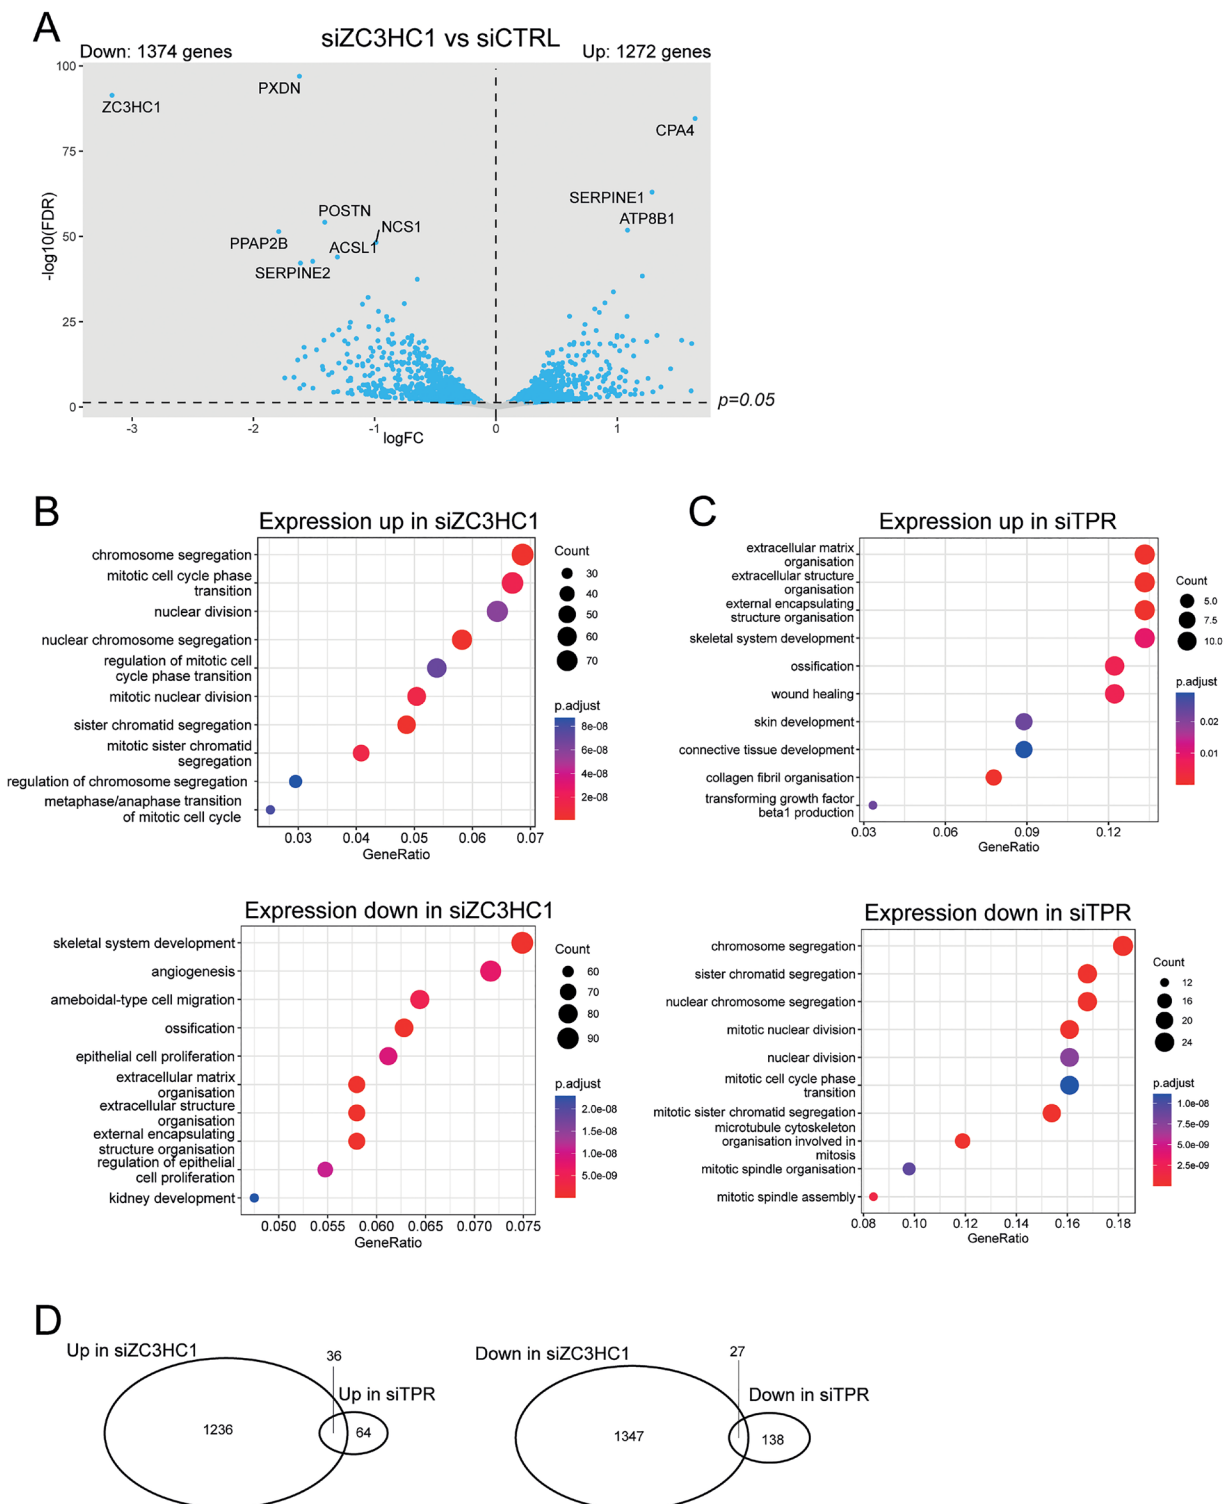 A
siZC3HC1 vs siCTRL
Down: 1374 genes
Up: 1272 genes
100
75
50
25
0
-log10(FDR)
ZC3HC1
PXDN
CPA4
SERPINE1
ATP8B1
POSTN
NCS1
PPAP2B
ACSL1
SERPINE2
p=0.05
-3
-2
-1
0
1
logFC
B
Expression up in siZC3HC1
chromosome segregation
mitotic cell cycle phase
transition
nuclear division
nuclear chromosome segregation
regulation of mitotic cell
cycle phase transition
mitotic nuclear division
sister chromatid segregation
mitotic sister chromatid
segregation
regulation of chromosome segregation
metaphase/anaphase transition
of mitotic cell cycle
0.03
0.04
0.05
0.06
0.07
GeneRatio
Count
30
40
50
60
70
p.adjust
8e-08
6e-08
4e-08
2e-08
C
Expression up in siTPR
extracellular matrix
organisation
extracellular structure
organisation
external encapsulating
structure organisation
skeletal system development
ossification
wound healing
skin development
connective tissue development
collagen fibril organisation
transforming growth factor
beta1 production
0.03
0.06
0.09
0.12
GeneRatio
Count
5.0
7.5
10.0
p.adjust
0.02
0.01
Expression down in siZC3HC1
skeletal system development
angiogenesis
ameboidal-type cell migration
ossification
epithelial cell proliferation
extracellular matrix
organisation
extracellular structure
organisation
external encapsulating
structure organisation
regulation of epithelial
cell proliferation
kidney development
0.050
0.055
0.060
0.065
0.070
0.075
GeneRatio
Count
60
70
80
90
p.adjust
2.0e-08
1.5e-08
1.0e-08
5.0e-09
Expression down in siTPR
chromosome segregation
sister chromatid segregation
nuclear chromosome segregation
mitotic nuclear division
nuclear division
mitotic cell cycle phase
transition
mitotic sister chromatid segregation
microtubule cytoskeleton
organisation involved in
mitosis
mitotic spindle organisation
mitotic spindle assembly
0.08
0.10
0.12
0.14
0.16
0.18
GeneRatio
Count
12
16
20
24
p.adjust
1.0e-08
7.5e-09
5.0e-09
2.5e-09
D
Up in siZC3HC1
36
Up in siTPR
1236
64
Down in siZC3HC1
27
Down in siTPR
1347
138